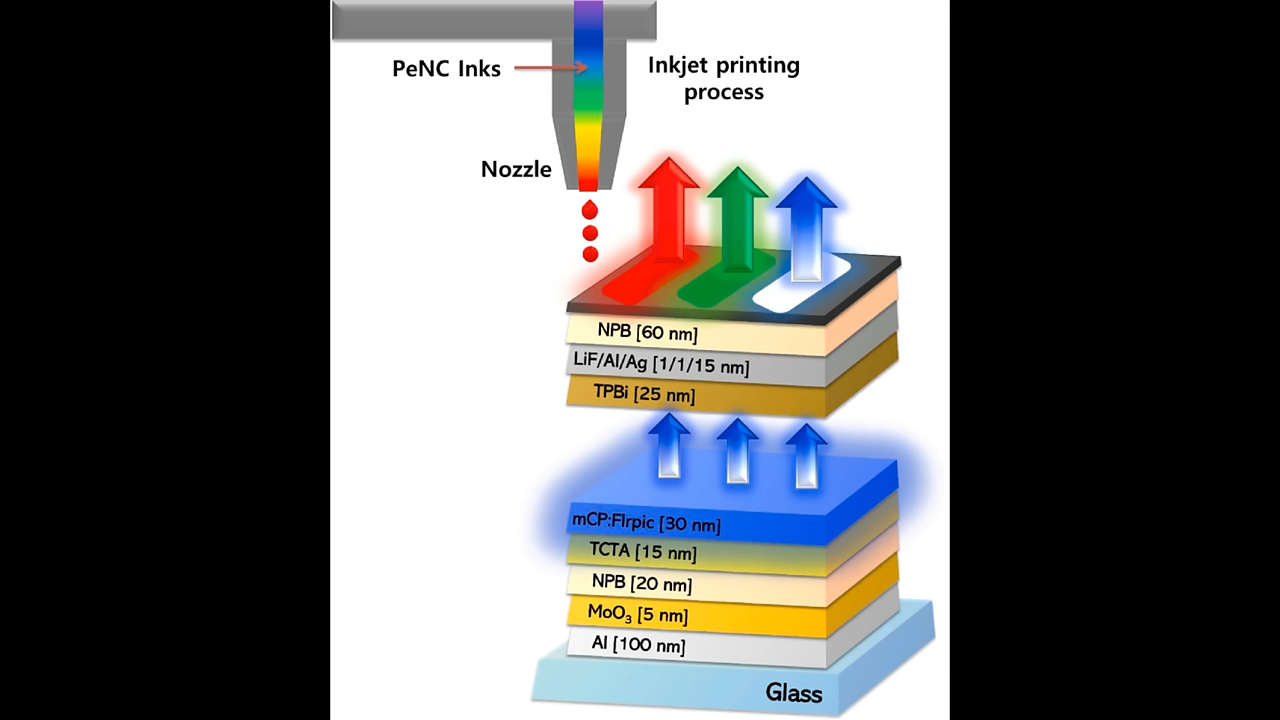 PeNC Inks
Inkjet printing
process
Nozzle
NPB [60 nm]
LiF/Al/Ag [1/1/15 nm]
TPBi [25 nm]
mCP:FIrpic [30 nm]
TCTA [15 nm]
NPB [20 nm]
MoO₃ [5 nm]
Al [100 nm]
Glass